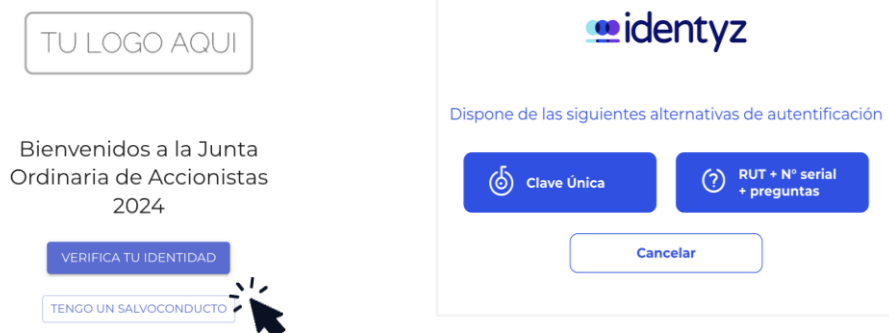 TU LOGO AQUI
Bienvenidos a la Junta
Ordinaria de Accionistas
2024
VERIFICA TU IDENTIDAD
TENGO UN SALVOCONDUCTO
identyz
Dispone de las siguientes alternativas de autentificación
Clave Única
RUT + N° serial
+ preguntas
Cancelar